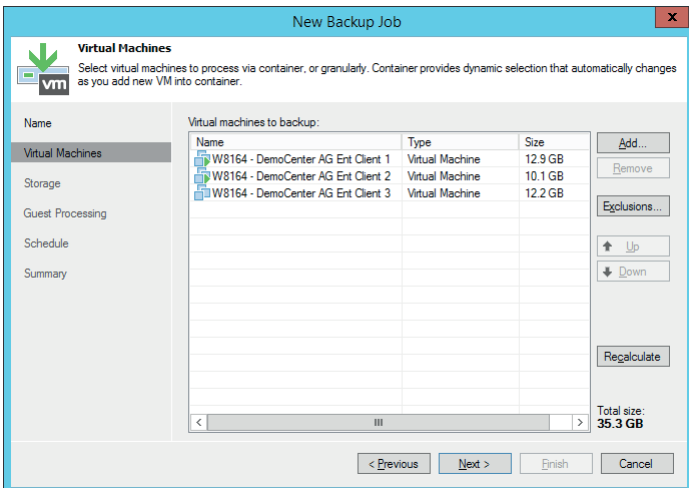 New Backup Job
x
Virtual Machines
Select virtual machines to process via container, or granularly. Container provides dynamic selection that automatically changes
as you add new VM into container.
vm
Name
Virtual Machines
Storage
Guest Processing
Schedule
Summary
Virtual machines to backup:
Name Type Size
W8164 - DemoCenter AG Ent Client 1 Virtual Machine 12.9 GB
W8164 - DemoCenter AG Ent Client 2 Virtual Machine 10.1 GB
W8164 - DemoCenter AG Ent Client 3 Virtual Machine 12.2 GB
Add...
Remove
Exclusions...
Up
Down
Recalculate
Total size:
35.3 GB
< Previous
Next >
Finish
Cancel